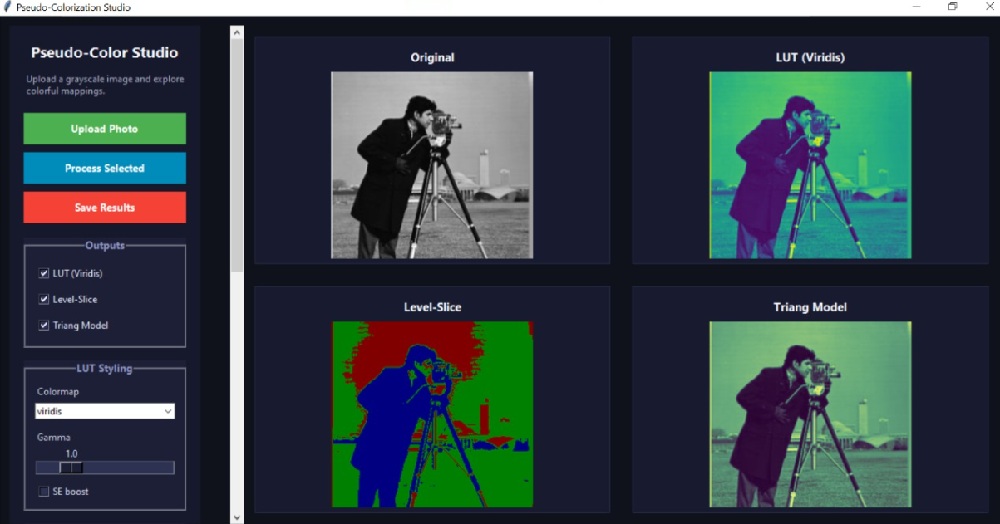 Pseudo-Colorization Studio
Pseudo-Color Studio
Upload a grayscale image and explore
colorful mappings.
Upload Photo
Process Selected
Save Results
Outputs
LUT (Viridis)
Level-Slice
Triang Model
LUT Styling
Colormap
viridis
Gamma
1.0
SE boost
Original
LUT (Viridis)
Level-Slice
Triang Model